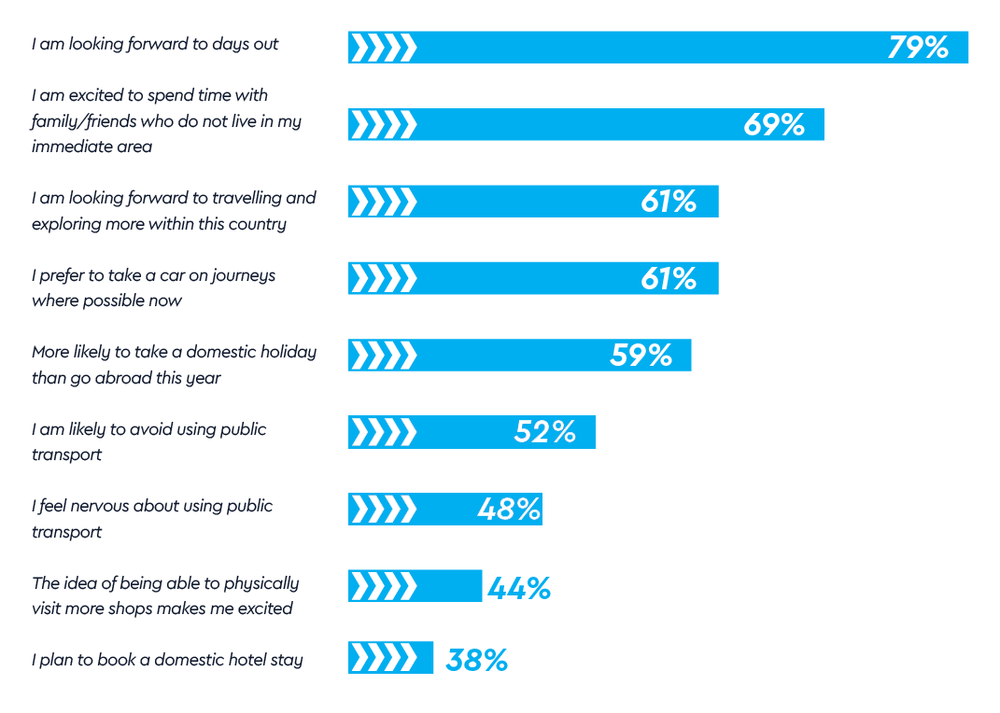 I am looking forward to days out
79%
I am excited to spend time with
family/friends who do not live in my
immediate area
69%
I am looking forward to travelling and
exploring more within this country
61%
I prefer to take a car on journeys
where possible now
61%
More likely to take a domestic holiday
than go abroad this year
59%
I am likely to avoid using public
transport
52%
I feel nervous about using public
transport
48%
The idea of being able to physically
visit more shops makes me excited
44%
I plan to book a domestic hotel stay
38%